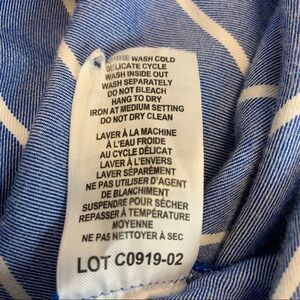 WASH COLD
DELICATE CYCLE
WASH INSIDE OUT
WASH SEPARATELY
DO NOT BLEACH
HANG TO DRY
IRON AT MEDIUM SETTING
DO NOT DRY CLEAN
LAVER À LA MACHINE
À L'EAU FROIDE
AU CYCLE DÉLICAT
LAVER À L'ENVERS
LAVER SÉPARÉMENT
NE PAS UTILISER D'AGENT
DE BLANCHIMENT
SUSPENDRE POUR SÉCHER
REPASSER À TEMPÉRATURE
MOYENNE
NE PAS NETTOYER À SEC
LOT C0919-02